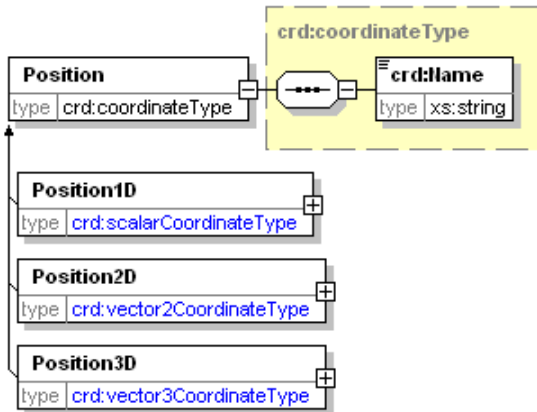 crd:coordinateType
Position
type crd:coordinateType
crd:Name
type xs:string
Position1D
type crd:scalarCoordinateType
Position2D
type crd:vector2CoordinateType
Position3D
type crd:vector3CoordinateType